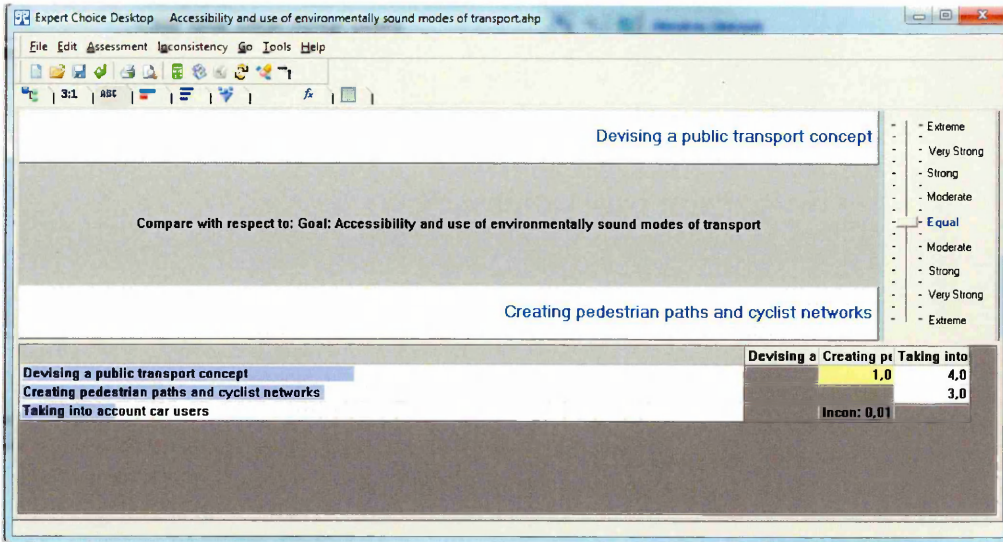 Expert Choice Desktop Accessibility and use of environmentally sound modes of transport.ahp
File Edit Assessment Inconsistency Go Tools Help
3:1 ABC fx
Devising a public transport concept
Compare with respect to: Goal: Accessibility and use of environmentally sound modes of transport
Creating pedestrian paths and cyclist networks
Extreme
Very Strong
Strong
Moderate
Equal
Moderate
Strong
Very Strong
Extreme
Devising a Creating pe Taking into
Devising a public transport concept 1,0 4,0
Creating pedestrian paths and cyclist networks 3,0
Taking into account car users Incon: 0,01